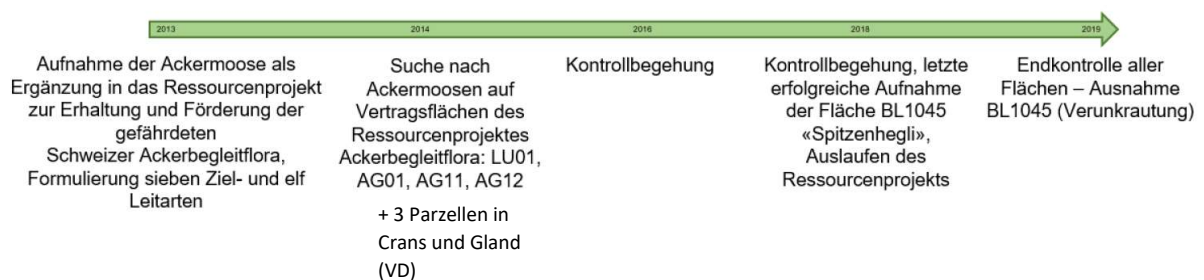 2013
2014
2016
2018
2019
Aufnahme der Ackermoose als
Ergänzung in das Ressourcenprojekt
zur Erhaltung und Förderung der
gefährdeten
Schweizer Ackerbegleitflora,
Formulierung sieben Ziel- und elf
Leitarten
Suche nach
Ackermoosen auf
Vertragsflächen des
Ressourcenprojektes
Ackerbegleitflora: LU01,
AG01, AG11, AG12
+ 3 Parzellen in
Crans und Gland
(VD)
Kontrollbegehung
Kontrollbegehung, letzte
erfolgreiche Aufnahme
der Fläche BL1045
«Spitzenhegli»,
Auslaufen des
Ressourcenprojekts
Endkontrolle aller
Flächen – Ausnahme
BL1045 (Verunkrautung)